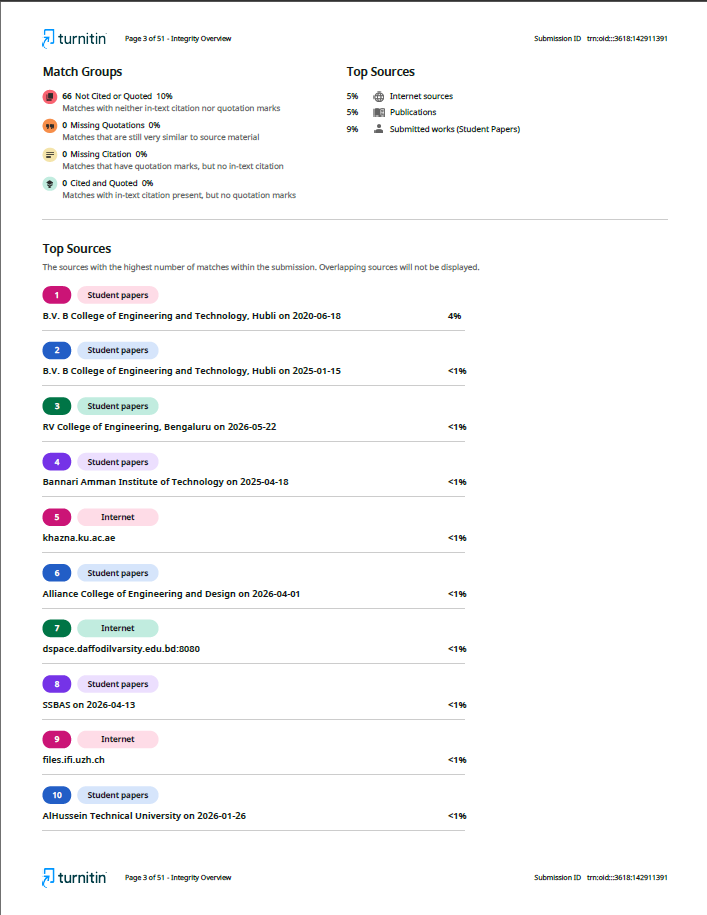 turnitin
Page 3 of 51 - Integrity Overview
Submission ID trn:oid:::3618:142911391
Match Groups
66 Not Cited or Quoted 10%
Matches with neither in-text citation nor quotation marks
0 Missing Quotations 0%
Matches that are still very similar to source material
0 Missing Citation 0%
Matches that have quotation marks, but no in-text citation
0 Cited and Quoted 0%
Matches with in-text citation present, but no quotation marks
Top Sources
5% Internet sources
5% Publications
9% Submitted works (Student Papers)
Top Sources
The sources with the highest number of matches within the submission. Overlapping sources will not be displayed.
1 Student papers
B.V. B College of Engineering and Technology, Hubli on 2020-06-18 4%
2 Student papers
B.V. B College of Engineering and Technology, Hubli on 2025-01-15 <1%
3 Student papers
RV College of Engineering, Bengaluru on 2026-05-22 <1%
4 Student papers
Bannari Amman Institute of Technology on 2025-04-18 <1%
5 Internet
khazna.ku.ac.ae <1%
6 Student papers
Alliance College of Engineering and Design on 2026-04-01 <1%
7 Internet
dspace.daffodilvarsity.edu.bd:8080 <1%
8 Student papers
SSBAS on 2026-04-13 <1%
9 Internet
files.ifi.uzh.ch <1%
10 Student papers
AlHussein Technical University on 2026-01-26 <1%
turnitin
Page 3 of 51 - Integrity Overview
Submission ID trn:oid:::3618:142911391